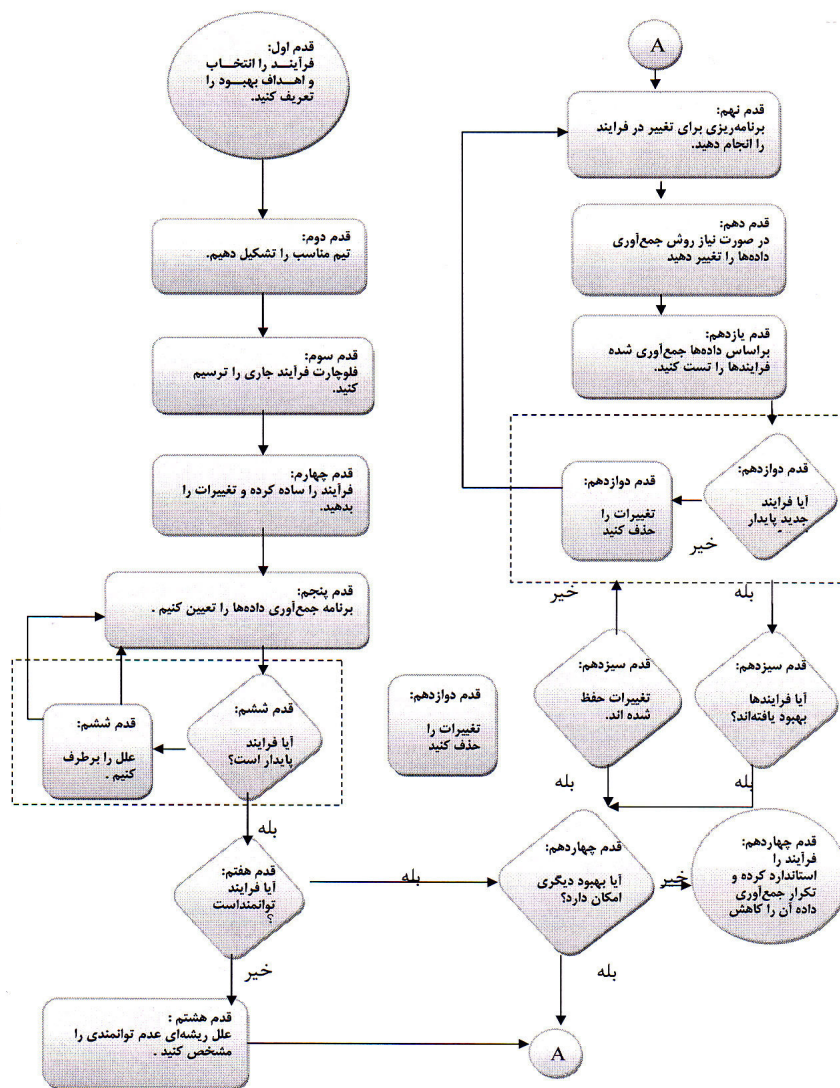 قدم اول:
فرآیند را انتخـــاب
و اهـداف بهبـــود را
تعریف کنید.
قدم دوم:
تیم مناسب را تشکیل دهیم.
قدم سوم:
فلوچارت فرآیند جاری را ترسیم
کنید.
قدم چهارم:
فرآیند را ساده کرده و تغییرات را
بدهید.
قدم پنجم:
برنامه جمع‌آوری داده‌ها را تعیین کنیم .
قدم ششم:
آیا فرایند
پایدار است؟
قدم ششم:
علل را برطرف
کنیم .
بله
قدم هفتم:
آیا فرایند
توانمنداست
؟
بله
خیر
قدم هشتم :
علل ریشه‌ای عدم توانمندی را
مشخص کنید .
A
قدم نهم:
برنامه‌ریزی برای تغییر در فرایند
را انجام دهید.
قدم دهم:
در صورت نیاز روش جمع‌آوری
داده‌ها را تغییر دهید
قدم یازدهم:
براساس داده‌ها جمع‌آوری شده
فرایندها را تست کنید.
قدم دوازدهم:
آیا فرایند
جدید پایدار
خیر
قدم دوازدهم:
تغییرات را
حذف کنید
بله
خیر
قدم سیزدهم:
آیا فرایندها
بهبود یافته‌اند؟
قدم سیزدهم:
تغییرات حفظ
شده اند.
قدم دوازدهم:
تغییرات را
حذف کنید
بله
بله
قدم چهاردهم:
آیا بهبود دیگری
امکان دارد؟
خیر
قدم چهاردهم:
فرآیند را
استاندارد کرده و
تکرار جمع‌آوری
داده آن را کاهش
بله
A